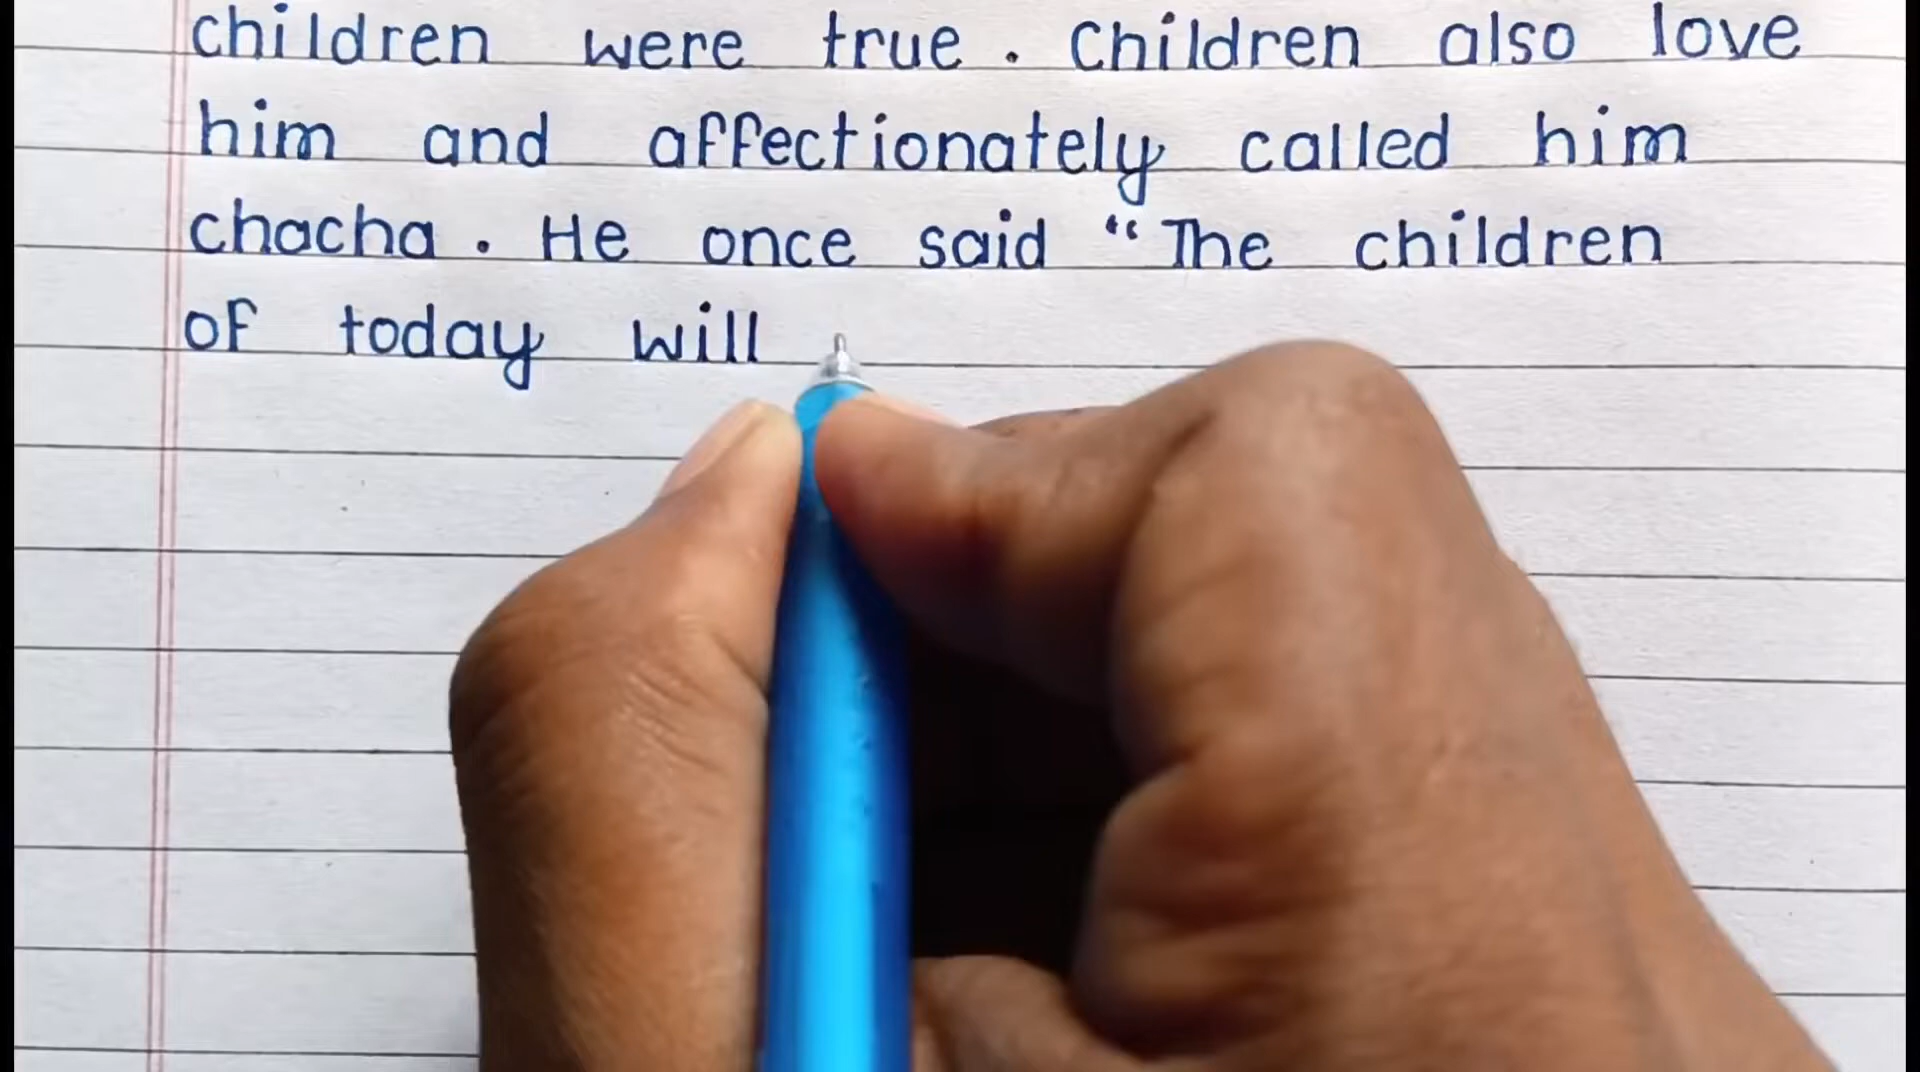 children were true. Children also love
him and affectionately called him
chacha. He once said "The children
of today will